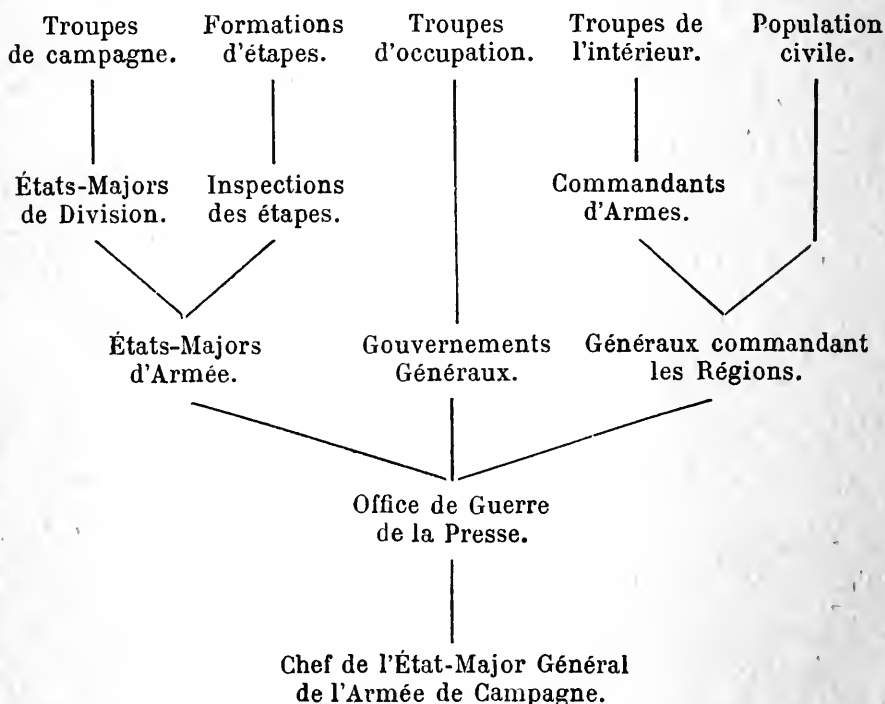 Troupes
de campagne.
Formations
d'étapes.
Troupes
d'occupation.
Troupes de
l'intérieur.
Population
civile.
États-Majors
de Division.
Inspections
des étapes.
Commandants
d'Armes.
États-Majors
d'Armée.
Gouvernements
Généraux.
Généraux commandant
les Régions.
Office de Guerre
de la Presse.
Chef de l'État-Major Général
de l'Armée de Campagne.